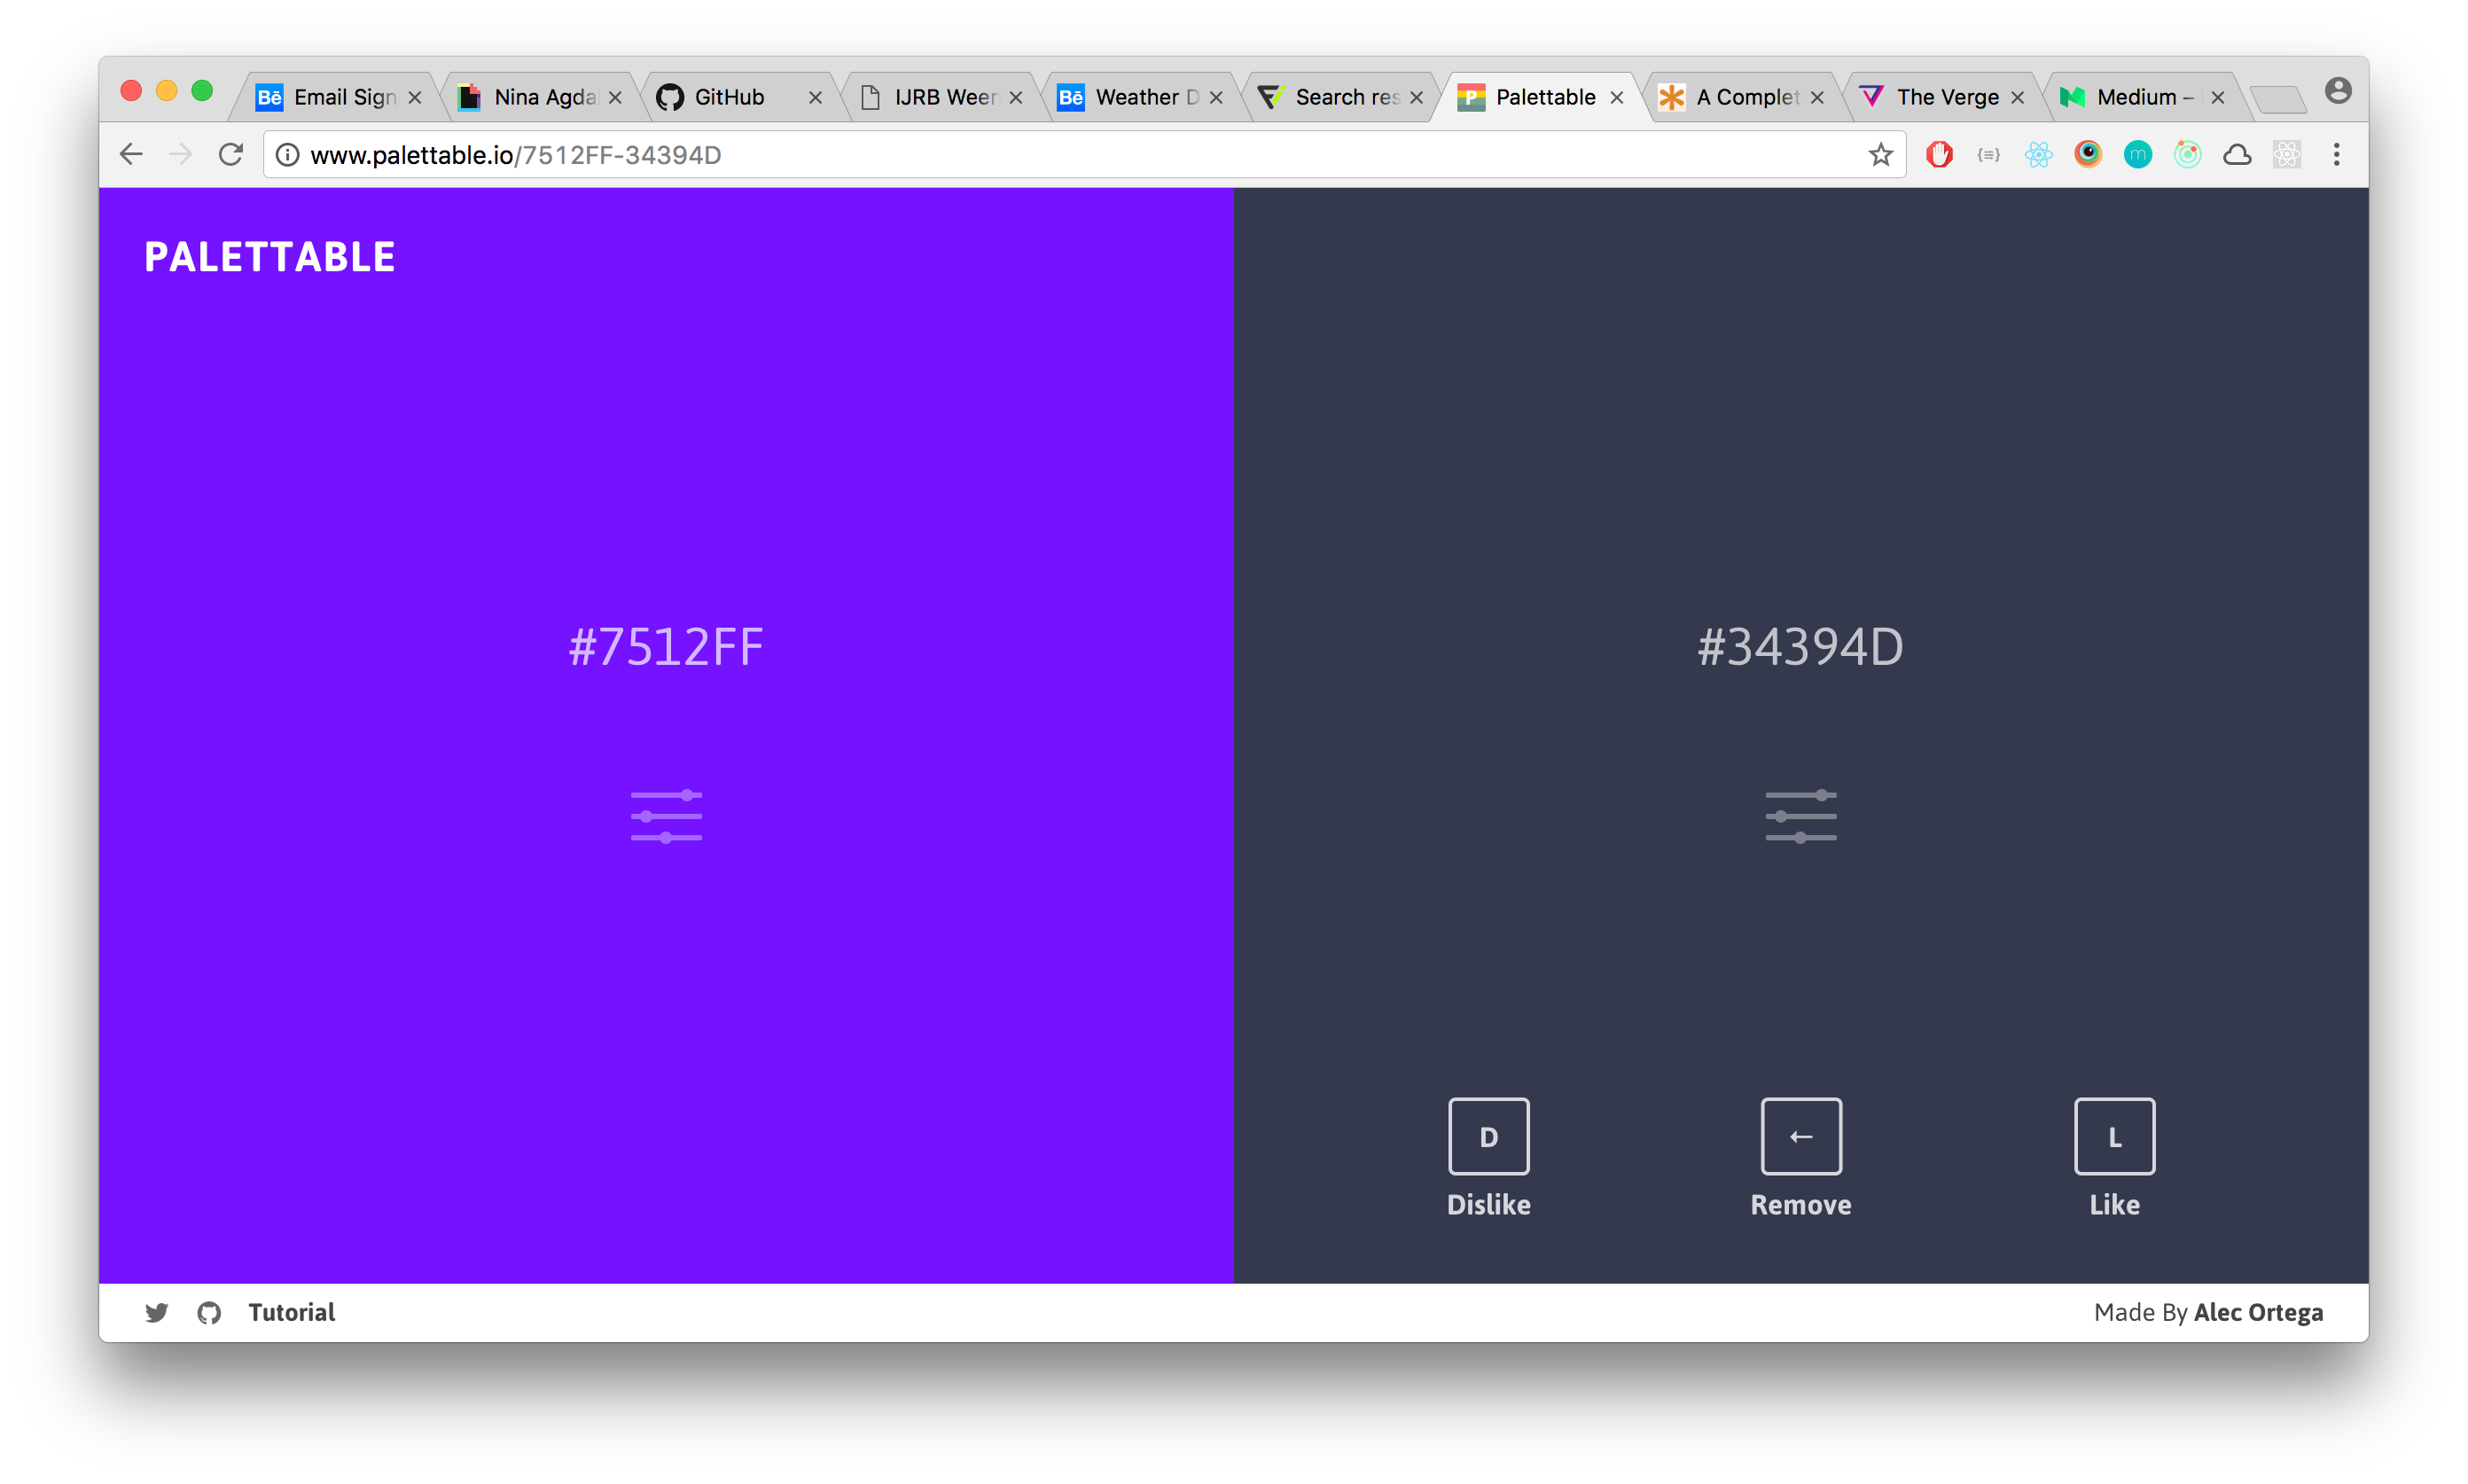 Bē Email Sign
Nina Agda
GitHub
IJRB Weer
Bē Weather D
Search res
P Palettable
A Complet
The Verge
Medium –
www.palettable.io/7512FF-34394D
{≡}
m
PALETTABLE
#7512FF
#34394D
D
←
L
Dislike
Remove
Like
Tutorial
Made By Alec Ortega